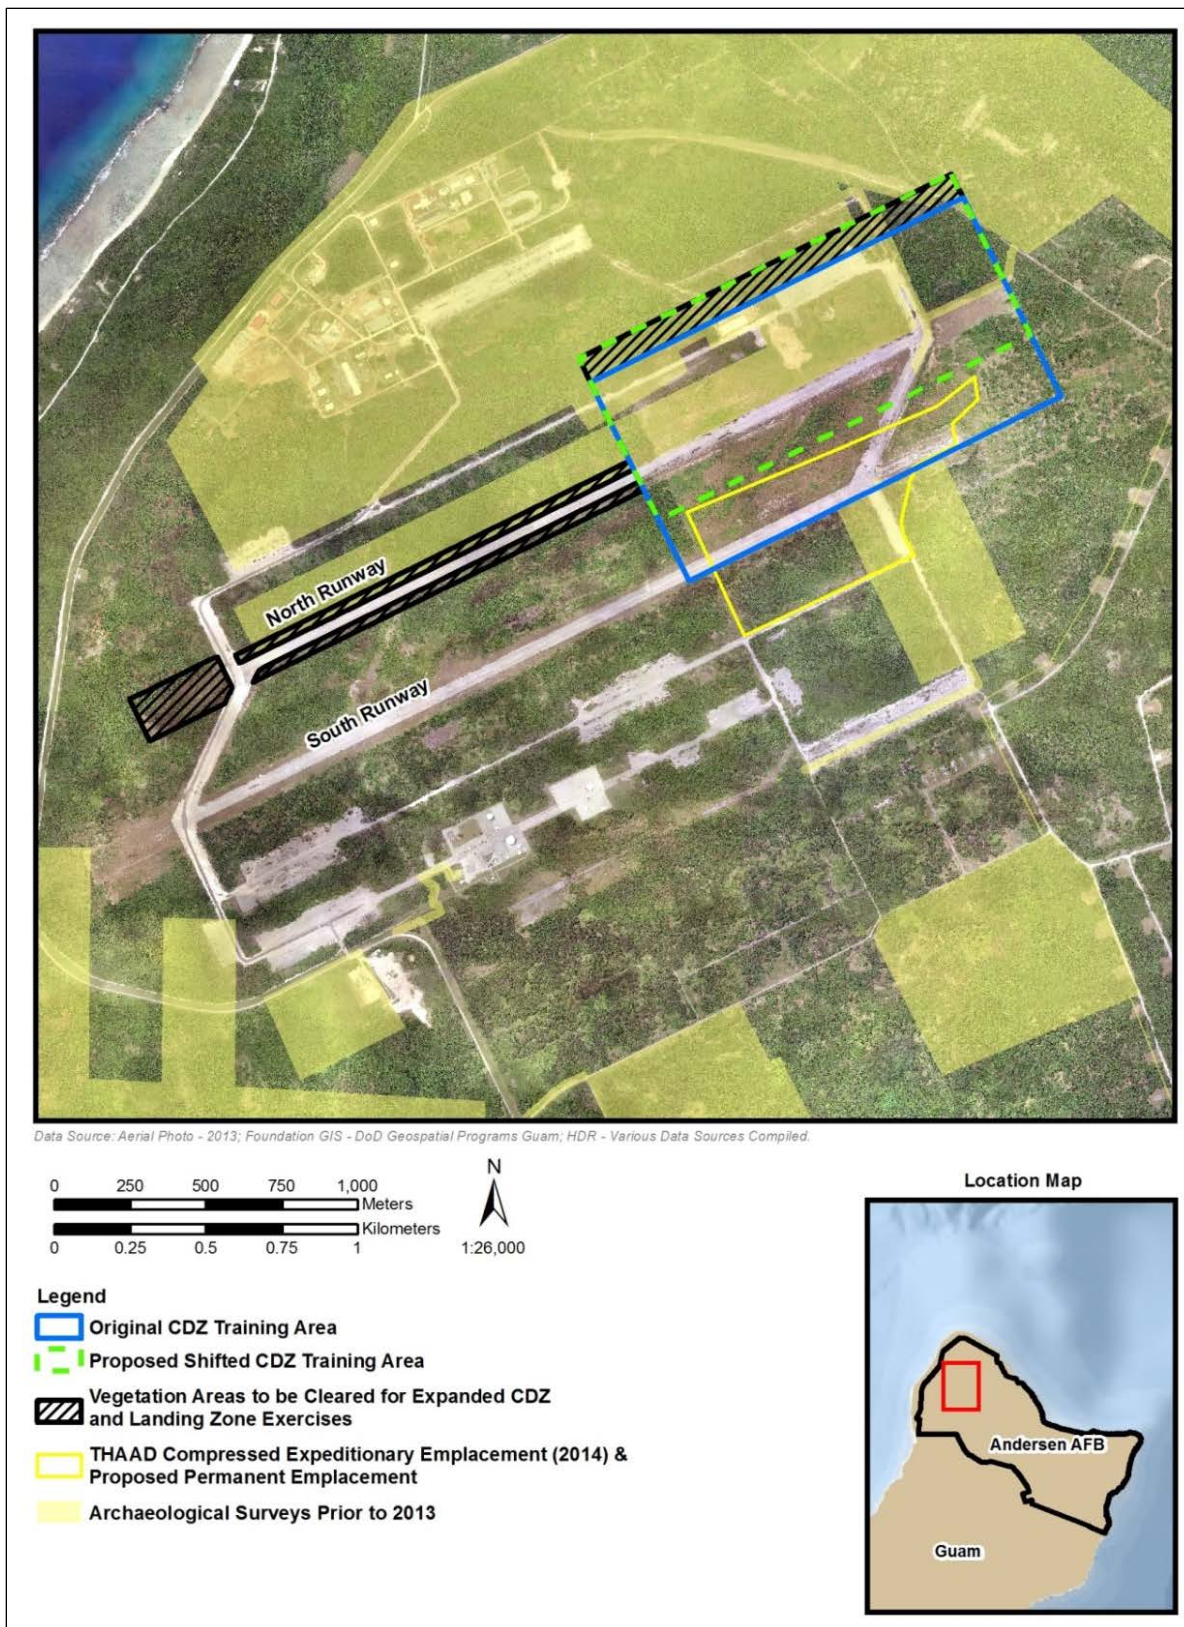 North Runway
South Runway
Data Source: Aerial Photo - 2013; Foundation GIS - DoD Geospatial Programs Guam; HDR - Various Data Sources Compiled.
0 250 500 750 1,000
Meters
Kilometers
0 0.25 0.5 0.75 1
N
1:26,000
Legend
Original CDZ Training Area
Proposed Shifted CDZ Training Area
Vegetation Areas to be Cleared for Expanded CDZ
and Landing Zone Exercises
THAAD Compressed Expeditionary Emplacement (2014) &
Proposed Permanent Emplacement
Archaeological Surveys Prior to 2013
Location Map
Andersen AFB
Guam